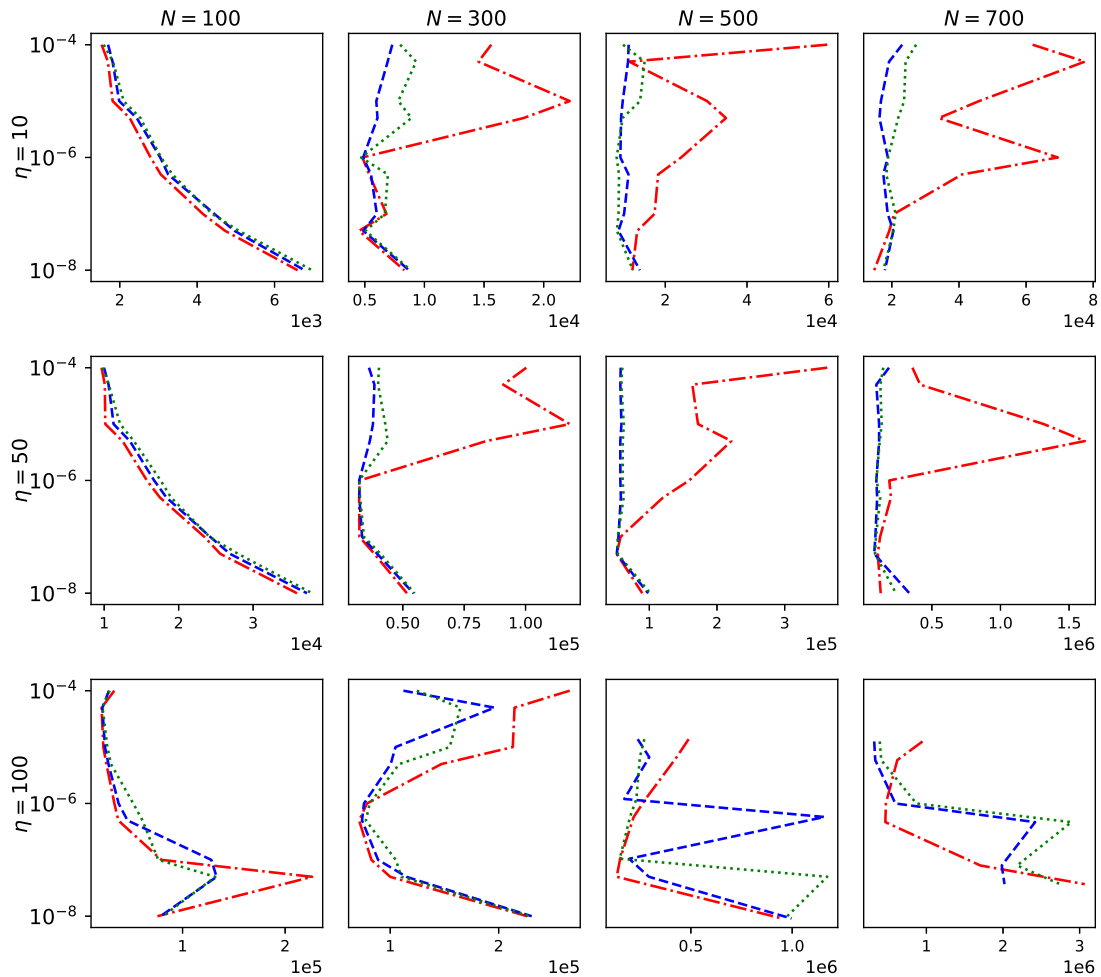 N = 100 N = 300 N = 500 N = 700
η = 10
10⁻⁴
10⁻⁶
10⁻⁸
2 4 6
1e3
0.5 1.0 2.0
1e4
2 4 6
1e4
2 4 6 8
1e4
η = 50
10⁻⁴
10⁻⁶
10⁻⁸
1 2 3
1e4
0.50 0.75 1.00
1e5
1 2 3
1e5
0.5 1.0 1.5
1e6
η = 100
10⁻⁴
10⁻⁶
10⁻⁸
1 2
1e5
1 2
1e5
0.5 1.0
1e6
1 2 3
1e6